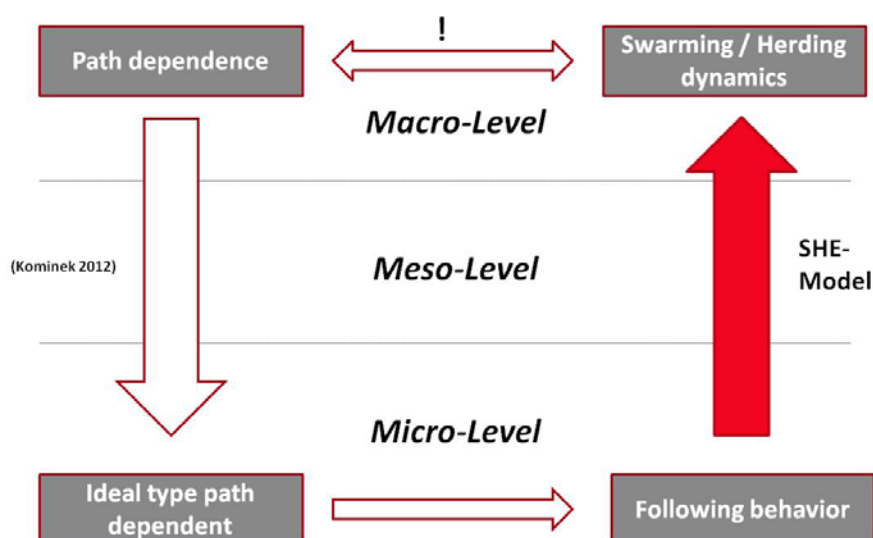 !
Path dependence
Swarming / Herding
dynamics
Macro-Level
(Kominek 2012)
Meso-Level
SHE-
Model
Micro-Level
Ideal type path
dependent
Following behavior